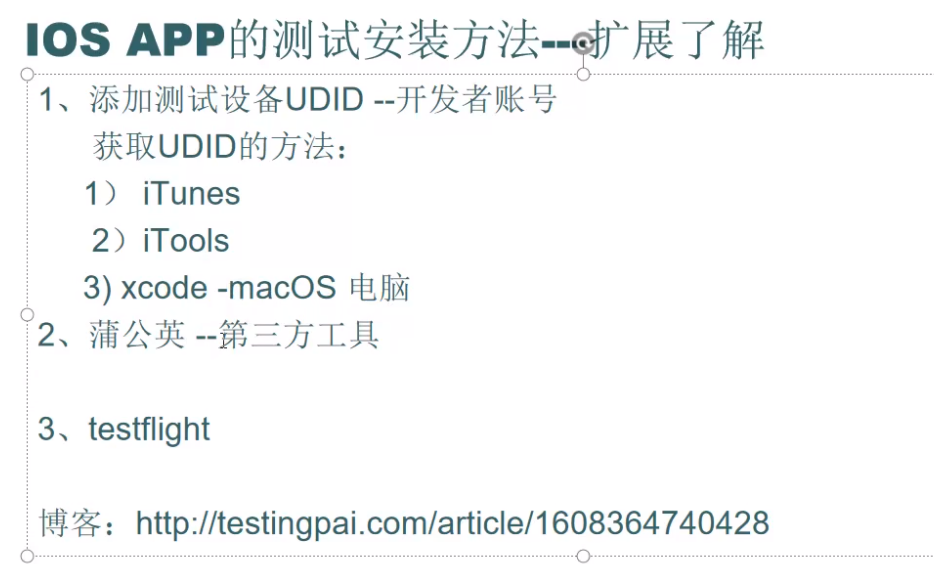 IOS APP的测试安装方法---扩展了解
1、添加测试设备UDID --开发者账号
获取UDID的方法：
1） iTunes
2）iTools
3) xcode -macOS 电脑
2、蒲公英 --第三方工具
3、testflight
博客：http://testingpai.com/article/1608364740428